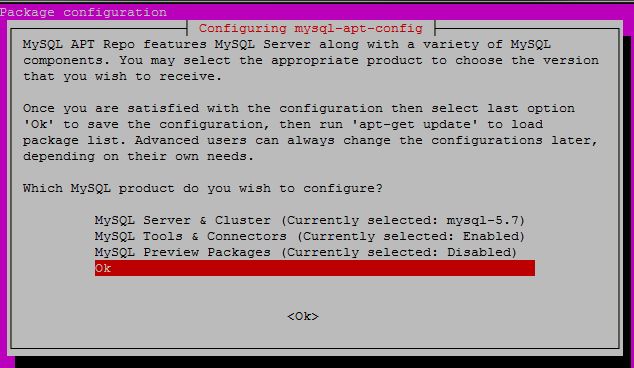 Package configuration
Configuring mysql-apt-config
MySQL APT Repo features MySQL Server along with a variety of MySQL
components. You may select the appropriate product to choose the version
that you wish to receive.
Once you are satisfied with the configuration then select last option
'Ok' to save the configuration, then run 'apt-get update' to load
package list. Advanced users can always change the configurations later,
depending on their own needs.
Which MySQL product do you wish to configure?
MySQL Server & Cluster (Currently selected: mysql-5.7)
MySQL Tools & Connectors (Currently selected: Enabled)
MySQL Preview Packages (Currently selected: Disabled)
Ok
<Ok>